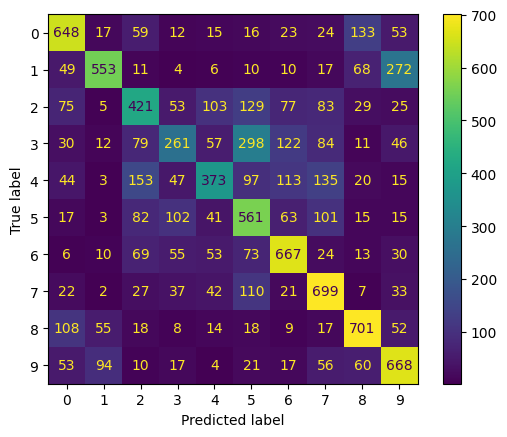 0 648 17 59 12 15 16 23 24 133 53
1 49 553 11 4 6 10 10 17 68 272
2 75 5 421 53 103 129 77 83 29 25
3 30 12 79 261 57 298 122 84 11 46
4 44 3 153 47 373 97 113 135 20 15
5 17 3 82 102 41 561 63 101 15 15
6 6 10 69 55 53 73 667 24 13 30
7 22 2 27 37 42 110 21 699 7 33
8 108 55 18 8 14 18 9 17 701 52
9 53 94 10 17 4 21 17 56 60 668
0 1 2 3 4 5 6 7 8 9
Predicted label
True label
700
600
500
400
300
200
100